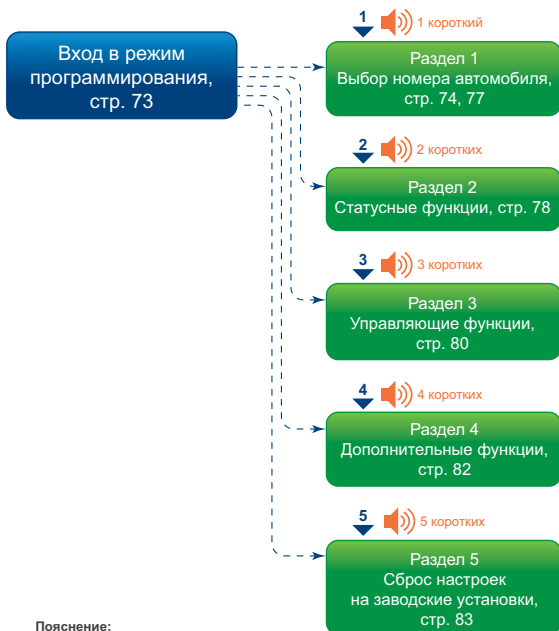 Вход в режим
программирования,
стр. 73
1
1 короткий
Раздел 1
Выбор номера автомобиля,
стр. 74, 77
2
2 коротких
Раздел 2
Статусные функции, стр. 78
3
3 коротких
Раздел 3
Управляющие функции,
стр. 80
4
4 коротких
Раздел 4
Дополнительные функции,
стр. 82
5
5 коротких
Раздел 5
Сброс настроек
на заводские установки,
стр. 83
Пояснение: